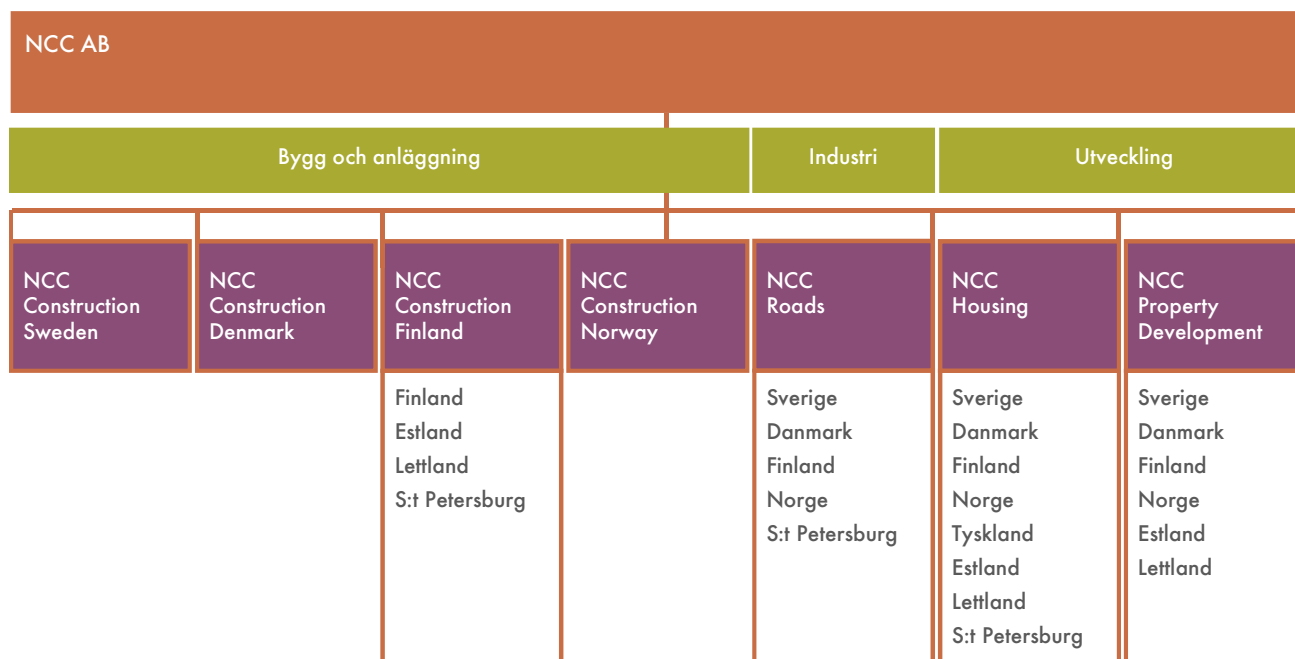 NCC AB
Bygg och anläggning
Industri
Utveckling
NCC
Construction
Sweden
NCC
Construction
Denmark
NCC
Construction
Finland
NCC
Construction
Norway
NCC
Roads
NCC
Housing
NCC
Property
Development
Finland
Estland
Lettland
S:t Petersburg
Sverige
Danmark
Finland
Norge
S:t Petersburg
Sverige
Danmark
Finland
Norge
Tyskland
Estland
Lettland
S:t Petersburg
Sverige
Danmark
Finland
Norge
Estland
Lettland